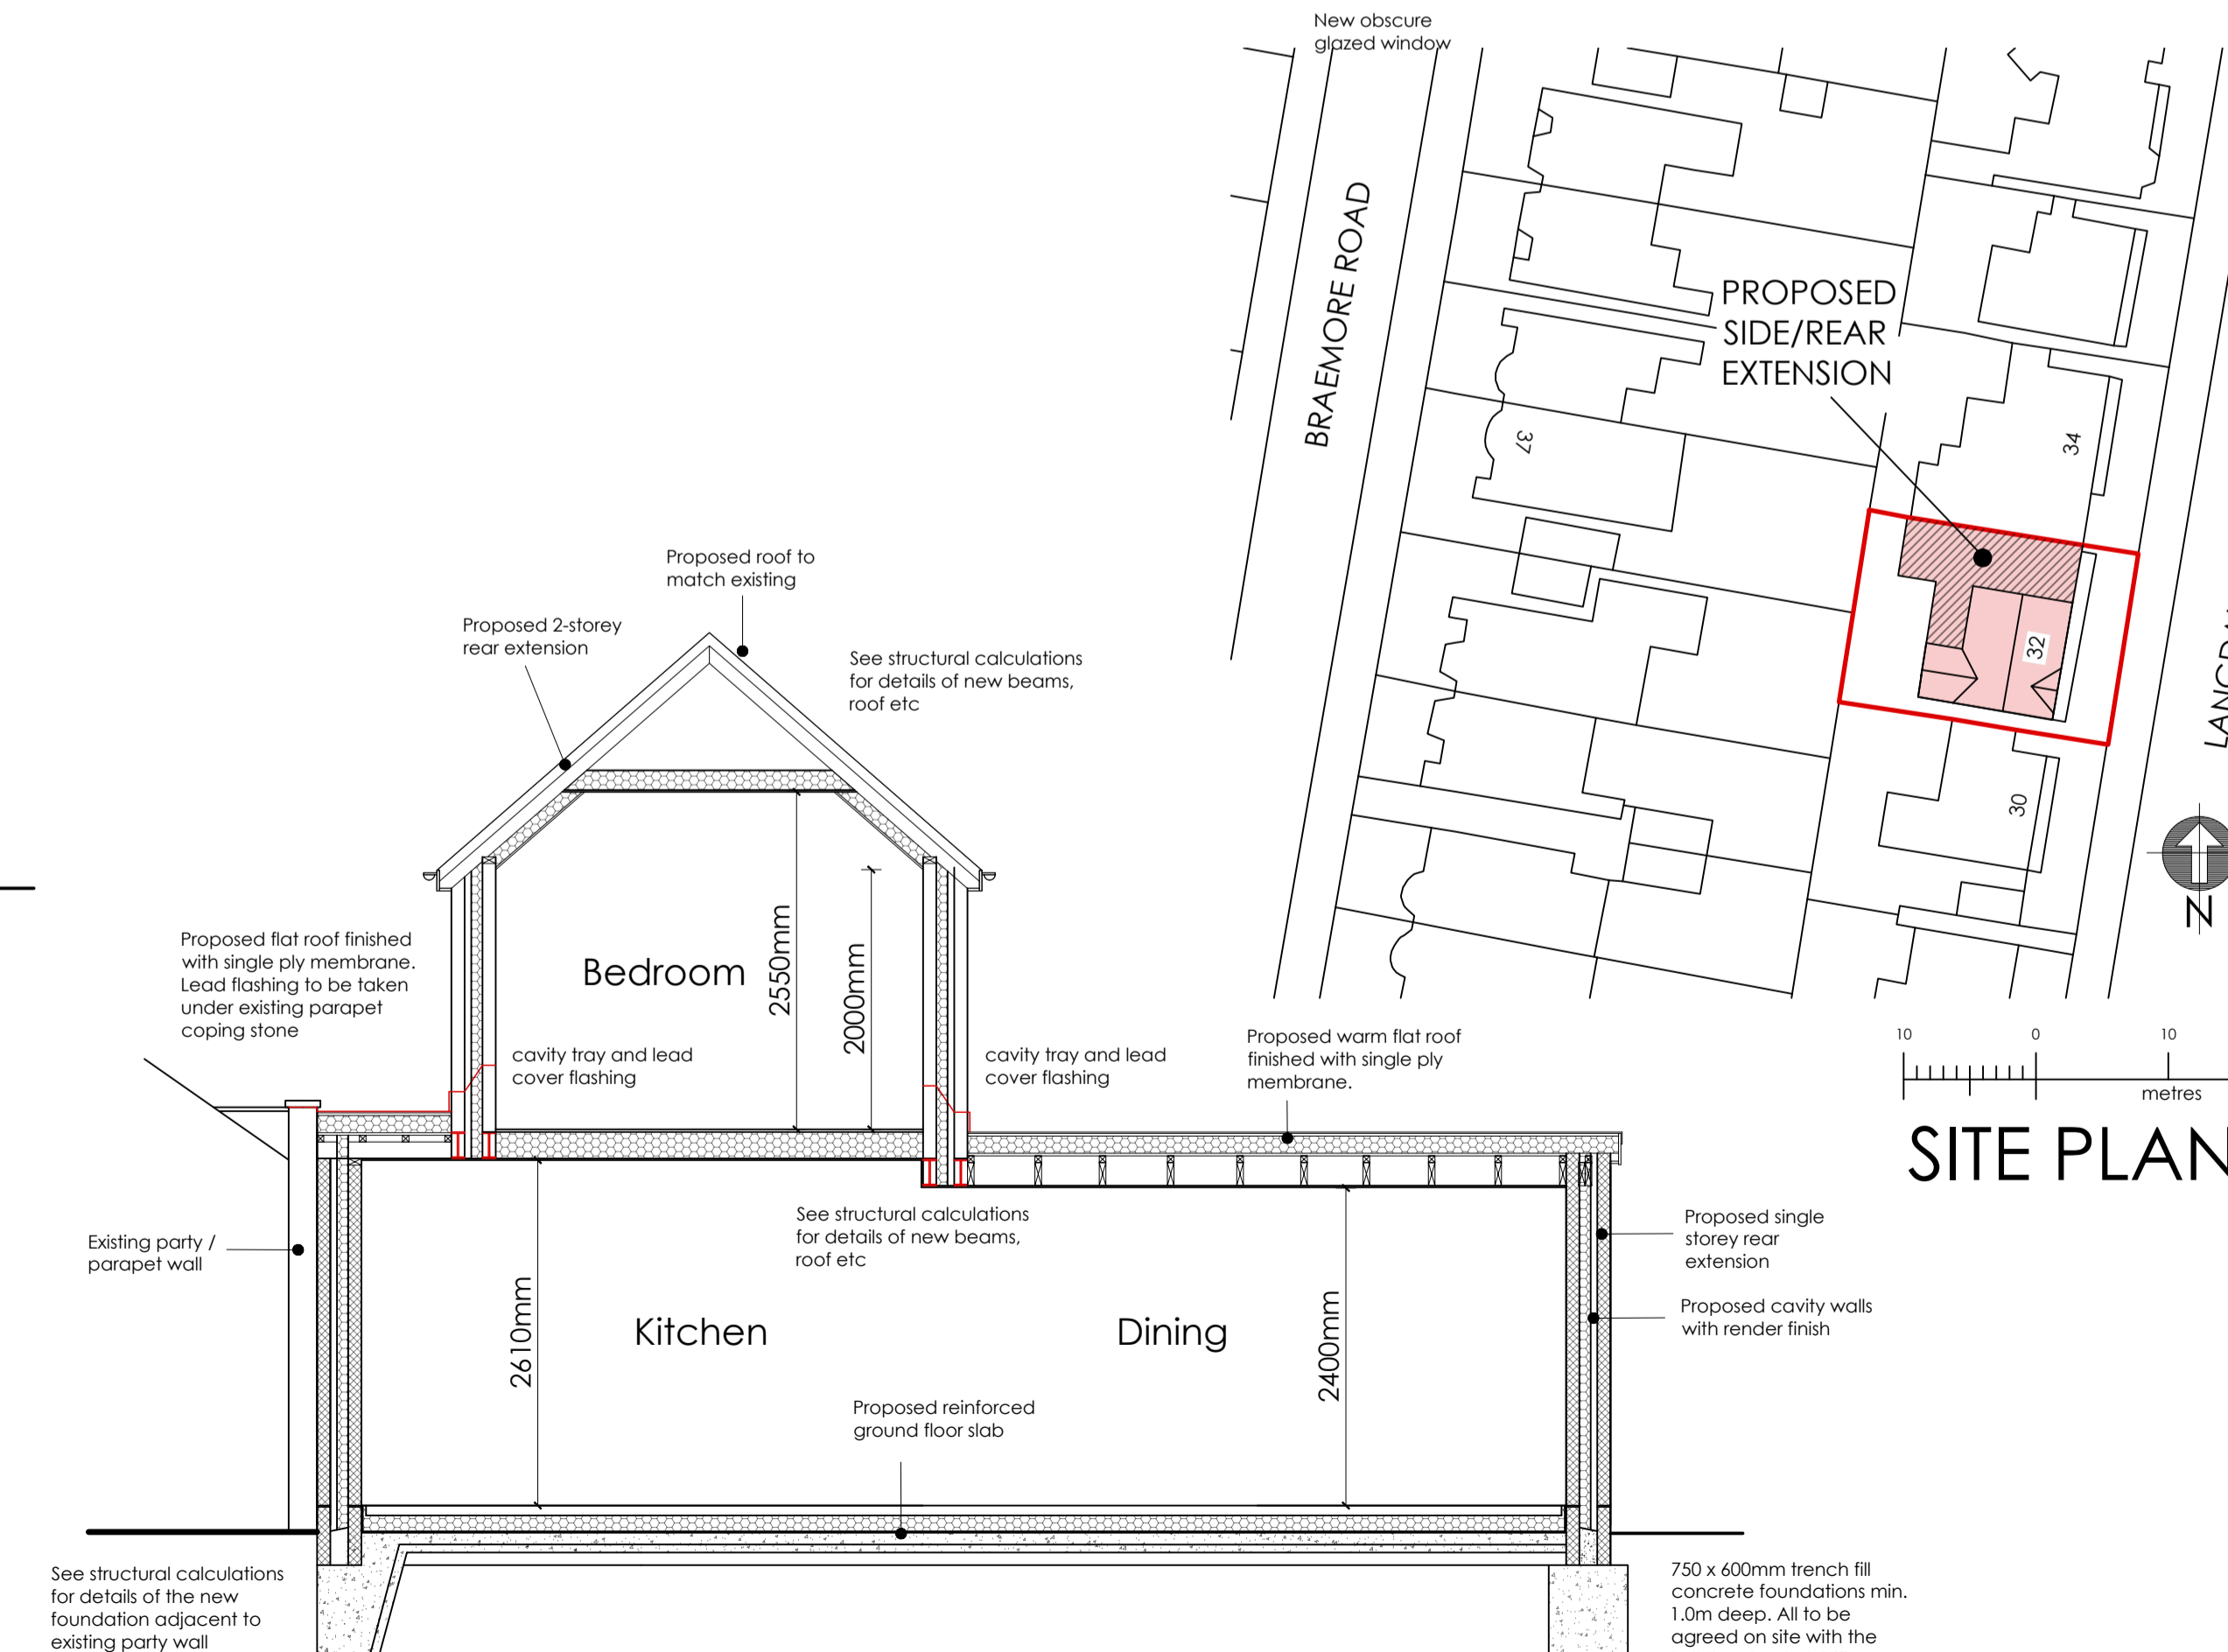 New obscure
glazed window
BRAEMORE ROAD
PROPOSED
SIDE/REAR
EXTENSION
37
34
32
30
N
10 0 10
metres
SITE PLAN
Proposed roof to
match existing
Proposed 2-storey
rear extension
See structural calculations
for details of new beams,
roof etc
Proposed flat roof finished
with single ply membrane.
Lead flashing to be taken
under existing parapet
coping stone
Bedroom
2550mm
2000mm
cavity tray and lead
cover flashing
cavity tray and lead
cover flashing
Proposed warm flat roof
finished with single ply
membrane.
Existing party /
parapet wall
See structural calculations
for details of new beams,
roof etc
Proposed single
storey rear
extension
Proposed cavity walls
with render finish
2610mm
Kitchen
Dining
2400mm
Proposed reinforced
ground floor slab
See structural calculations
for details of the new
foundation adjacent to
existing party wall
750 x 600mm trench fill
concrete foundations min.
1.0m deep. All to be
agreed on site with the